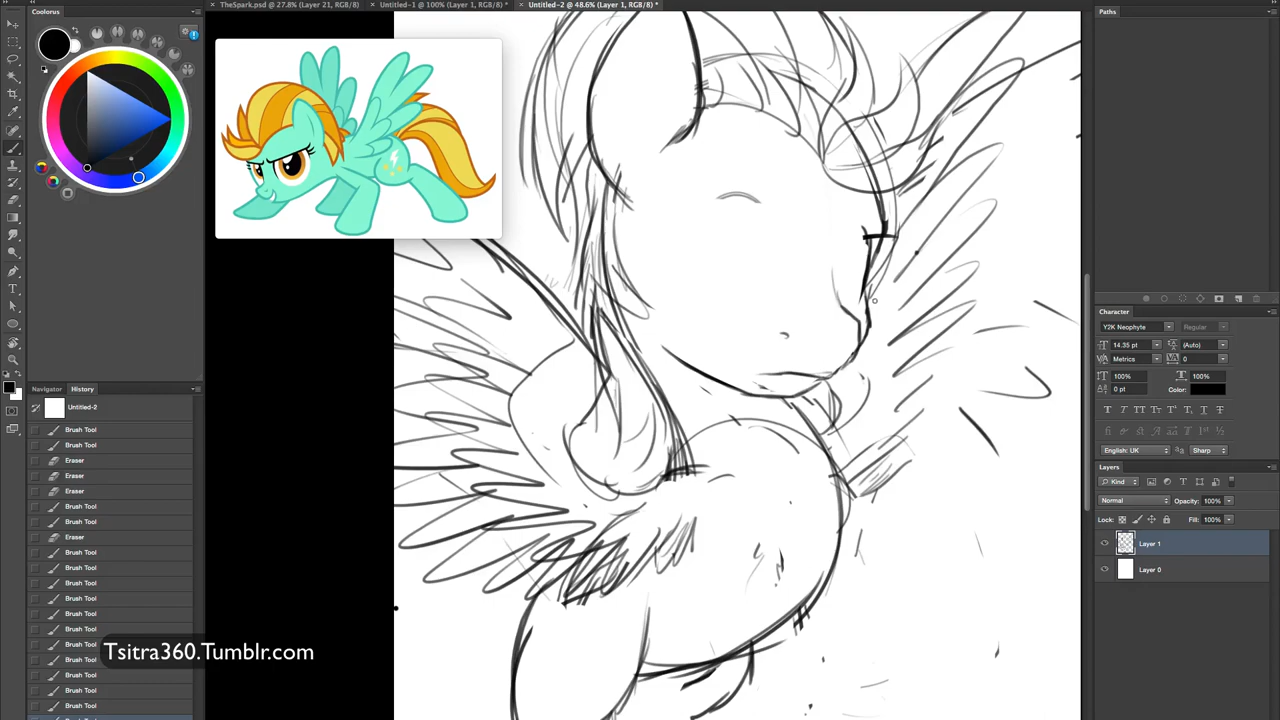 Colorus
TheSpark.psd @ 27.8% (Layer 21, RGB/8)
Untitled-1 @ 100% (Layer 1, RGB/8) *
Untitled-2 @ 48.6% (Layer 1, RGB/8) *
Paths
Character
Y2K Neophyte Regular
14.35 pt (Auto)
Metrics 0
100% 100%
0 pt Color:
English: UK Sharp
Layers
Kind
Normal Opacity: 100%
Lock: Fill: 100%
Layer 1
Layer 0
Navigator History
Untitled-2
Brush Tool
Brush Tool
Eraser
Eraser
Eraser
Brush Tool
Brush Tool
Eraser
Brush Tool
Brush Tool
Brush Tool
Brush Tool
Brush Tool
Brush Tool
Brush Tool
Brush Tool
Brush Tool
Brush Tool
Brush Tool
Tsitra360.Tumblr.com